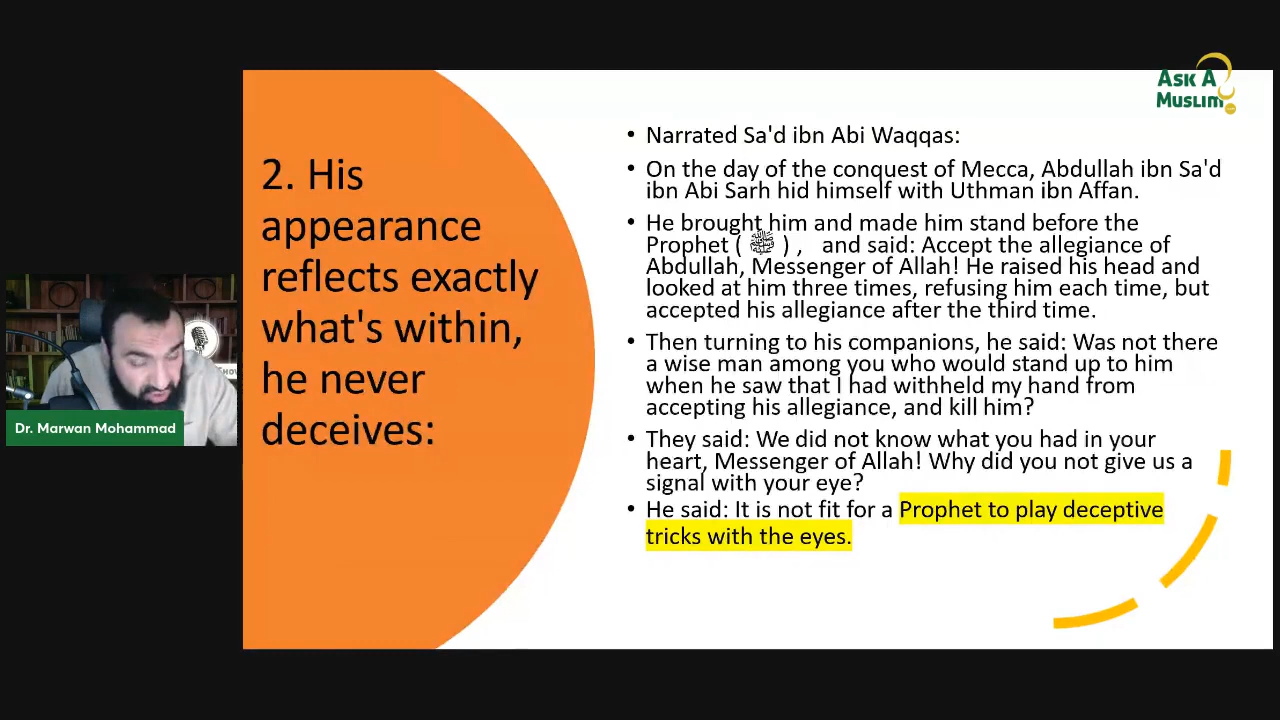 ASK A
MUSLIM
2. His
appearance
reflects exactly
what's within,
he never
deceives:
• Narrated Sa'd ibn Abi Waqqas:
• On the day of the conquest of Mecca, Abdullah ibn Sa'd
ibn Abi Sarh hid himself with Uthman ibn Affan.
• He brought him and made him stand before the
Prophet ( ﷺ ) , and said: Accept the allegiance of
Abdullah, Messenger of Allah! He raised his head and
looked at him three times, refusing him each time, but
accepted his allegiance after the third time.
• Then turning to his companions, he said: Was not there
a wise man among you who would stand up to him
when he saw that I had withheld my hand from
accepting his allegiance, and kill him?
• They said: We did not know what you had in your
heart, Messenger of Allah! Why did you not give us a
signal with your eye?
• He said: It is not fit for a Prophet to play deceptive
tricks with the eyes.
Dr. Marwan Mohammad